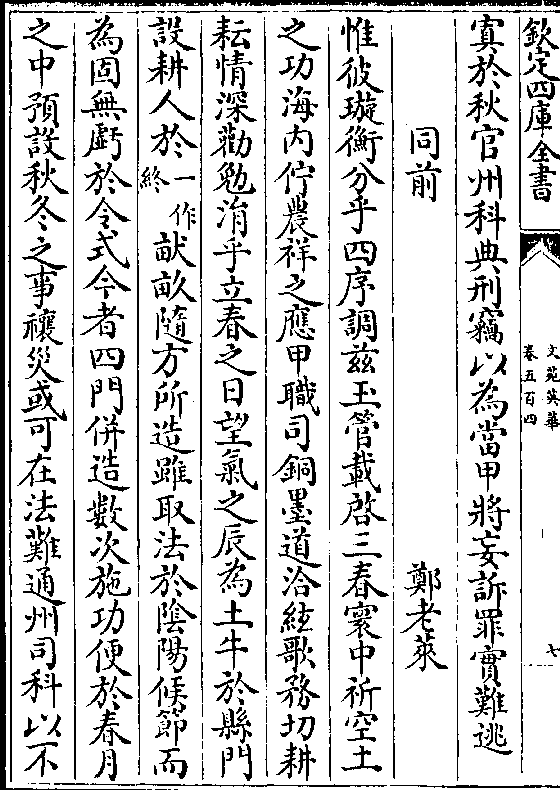 欽定四庫全書
文苑英華
卷五百四
七
寘於秋官州科典刑竊以為當甲將妄訴罪實難逃
同前
鄭老萊
惟彼璇衡分乎四序調兹玉管載啓三春寰中祈空土
之功海内佇農祥之應甲職司銅墨道洽絃歌務切耕
耘情深勸勉洎乎立春之日望氣之辰為土牛於縣門
設耕人於一作終献畝隨方所造雖取法於陰陽候節而
為固無虧於令式今者四門併造數次施功便於春月
之中預設秋冬之事禳災或可在法難通州司科以不